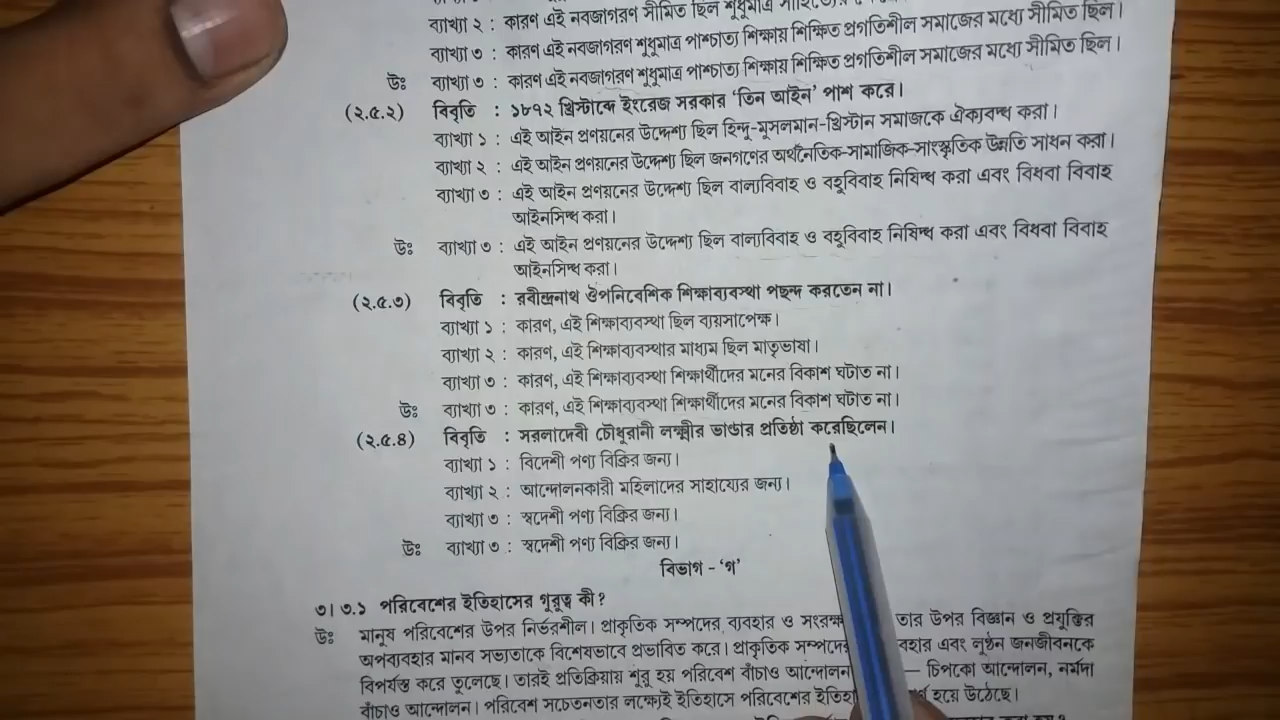 ব্যাখ্যা ২ : কারণ এই নবজাগরণ সীমিত ছিল শুধুমাত্র
ব্যাখ্যা ৩ : কারণ এই নবজাগরণ শুধুমাত্র পাশ্চাত্য শিক্ষায় শিক্ষিত প্রগতিশীল সমাজের মধ্যে সীমিত ছিল।
উঃ ব্যাখ্যা ৩ : কারণ এই নবজাগরণ শুধুমাত্র পাশ্চাত্য শিক্ষায় শিক্ষিত প্রগতিশীল সমাজের মধ্যে সীমিত ছিল।
(২.৫.২) বিবৃতি : ১৮৭২ খ্রিস্টাব্দে ইংরেজ সরকার ‘তিন আইন’ পাশ করে।
ব্যাখ্যা ১ : এই আইন প্রণয়নের উদ্দেশ্য ছিল হিন্দু-মুসলমান-খ্রিস্টান সমাজকে ঐক্যবদ্ধ করা।
ব্যাখ্যা ২ : এই আইন প্রণয়নের উদ্দেশ্য ছিল জনগণের অর্থনৈতিক-সামাজিক-সাংস্কৃতিক উন্নতি সাধন করা।
ব্যাখ্যা ৩ : এই আইন প্রণয়নের উদ্দেশ্য ছিল বাল্যবিবাহ ও বহুবিবাহ নিষিদ্ধ করা এবং বিধবা বিবাহ
আইনসিদ্ধ করা।
উঃ ব্যাখ্যা ৩ : এই আইন প্রণয়নের উদ্দেশ্য ছিল বাল্যবিবাহ ও বহুবিবাহ নিষিদ্ধ করা এবং বিধবা বিবাহ
আইনসিদ্ধ করা।
(২.৫.৩) বিবৃতি : রবীন্দ্রনাথ ঔপনিবেশিক শিক্ষাব্যবস্থা পছন্দ করতেন না।
ব্যাখ্যা ১ : কারণ, এই শিক্ষাব্যবস্থা ছিল ব্যয়সাপেক্ষ।
ব্যাখ্যা ২ : কারণ, এই শিক্ষাব্যবস্থার মাধ্যম ছিল মাতৃভাষা।
ব্যাখ্যা ৩ : কারণ, এই শিক্ষাব্যবস্থা শিক্ষার্থীদের মনের বিকাশ ঘটাত না।
উঃ ব্যাখ্যা ৩ : কারণ, এই শিক্ষাব্যবস্থা শিক্ষার্থীদের মনের বিকাশ ঘটাত না।
(২.৫.৪) বিবৃতি : সরলাদেবী চৌধুরানী লক্ষ্মীর ভাণ্ডার প্রতিষ্ঠা করেছিলেন।
ব্যাখ্যা ১ : বিদেশী পণ্য বিক্রির জন্য।
ব্যাখ্যা ২ : আন্দোলনকারী মহিলাদের সাহায্যের জন্য।
ব্যাখ্যা ৩ : স্বদেশী পণ্য বিক্রির জন্য।
উঃ ব্যাখ্যা ৩ : স্বদেশী পণ্য বিক্রির জন্য।
বিভাগ - ‘গ’
৩। ৩.১ পরিবেশের ইতিহাসের গুরুত্ব কী?
উঃ মানুষ পরিবেশের উপর নির্ভরশীল। প্রাকৃতিক সম্পদের ব্যবহার ও তার উপর বিজ্ঞান ও প্রযুক্তির
অপব্যবহার মানব সভ্যতাকে বিশেষভাবে প্রভাবিত করে। প্রাকৃতিক এবং লুণ্ঠন জনজীবনকে
বিপর্যস্ত করে তুলেছে। তারই প্রতিক্রিয়ায় শুরু হয় পরিবেশ বাঁচাও আন্দোলন — চিপকো আন্দোলন, নর্মদা
বাঁচাও আন্দোলন। পরিবেশ সচেতনতার লক্ষ্যেই ইতিহাসে পরিবেশের হয়ে উঠেছে।